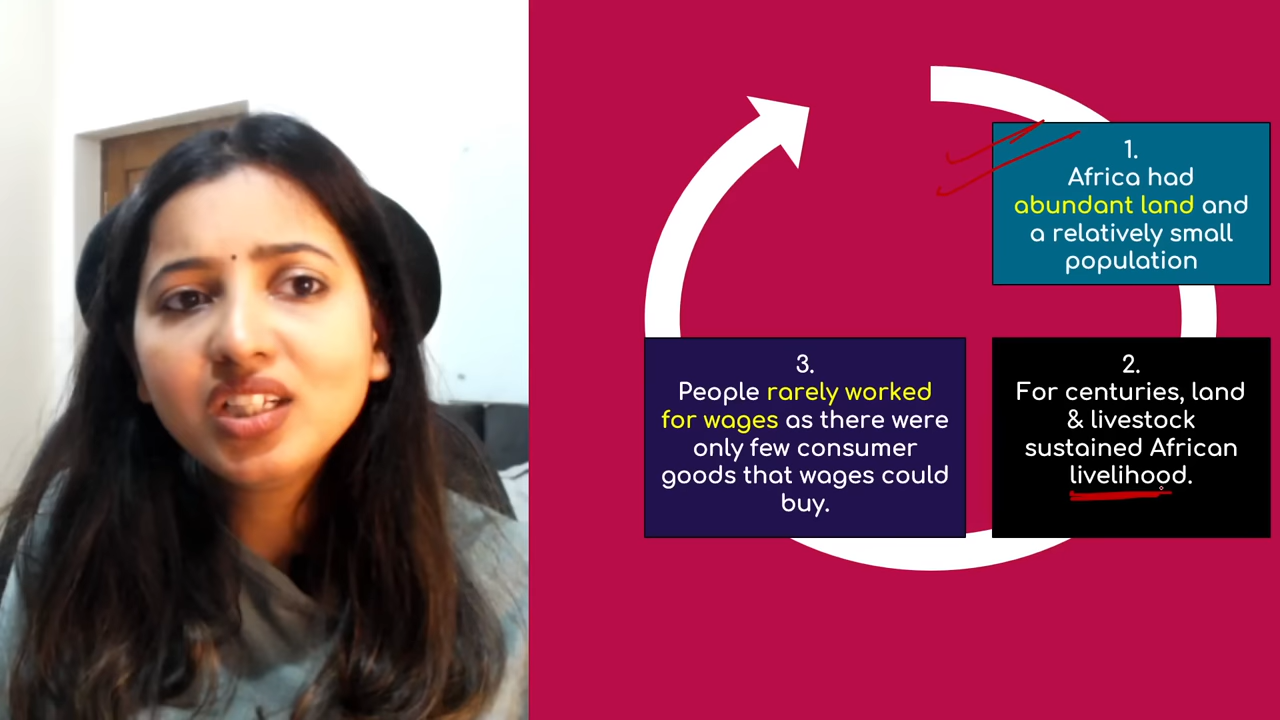 1.
Africa had
abundant land and
a relatively small
population
2.
For centuries, land
& livestock
sustained African
livelihood.
3.
People rarely worked
for wages as there were
only few consumer
goods that wages could
buy.